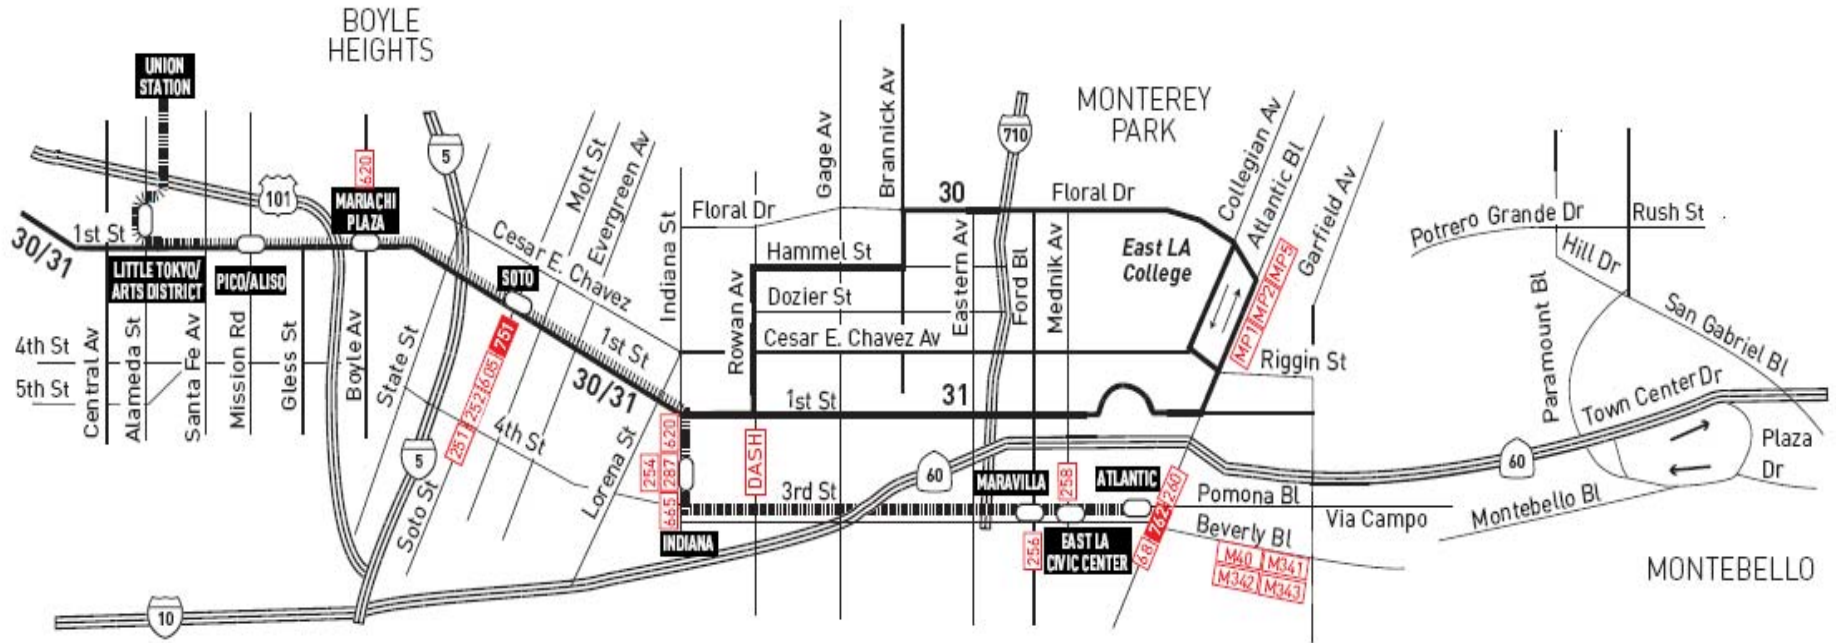 BOYLE
HEIGHTS
UNION
STATION
MONTEREY
PARK
5
101
710
620
MARIACHI
PLAZA
Mott St
Evergreen Av
Gage Av
Brannick Av
Collegian Av
Atlantic Bl
Garfield Av
30/31
1st St
LITTLE TOKYO/
ARTS DISTRICT
PICO/ALISO
SOTO
Cesar E. Chavez
Indiana St
Floral Dr
30
Floral Dr
Hammel St
Dozier St
Cesar E. Chavez Av
Rowan Av
Eastern Av
Ford Bl
Mednik Av
East LA
College
MP1
MP2
MP5
Riggin St
Potrero Grande Dr
Rush St
Hill Dr
Paramount Bl
San Gabriel Bl
Town Center Dr
Plaza
Dr
4th St
5th St
Central Av
Alameda St
Santa Fe Av
Mission Rd
Gless St
Boyle Av
State St
5
Soto St
251
252
605
751
1st St
30/31
4th St
Lorena St
1st St
31
254
665
287
620
DASH
3rd St
INDIANA
60
MARAVILLA
258
ATLANTIC
256
EAST LA
CIVIC CENTER
68
762
260
Pomona Bl
Via Campo
Beverly Bl
M40
M341
M342
M343
60
Montebello Bl
MONTEBELLO
10